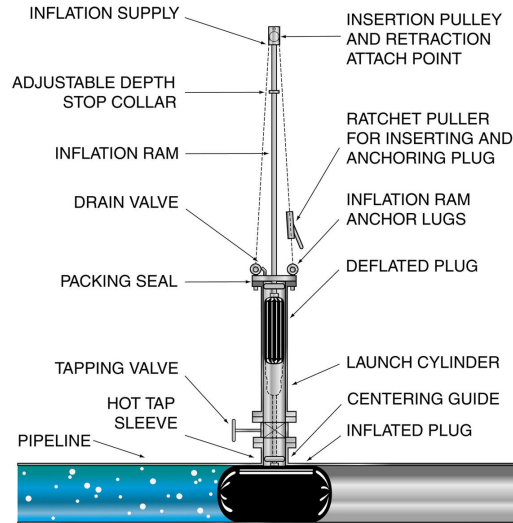 INFLATION SUPPLY
ADJUSTABLE DEPTH
STOP COLLAR
INFLATION RAM
DRAIN VALVE
PACKING SEAL
TAPPING VALVE
HOT TAP
SLEEVE
PIPELINE
INSERTION PULLEY
AND RETRACTION
ATTACH POINT
RATCHET PULLER
FOR INSERTING AND
ANCHORING PLUG
INFLATION RAM
ANCHOR LUGS
DEFLATED PLUG
LAUNCH CYLINDER
CENTERING GUIDE
INFLATED PLUG